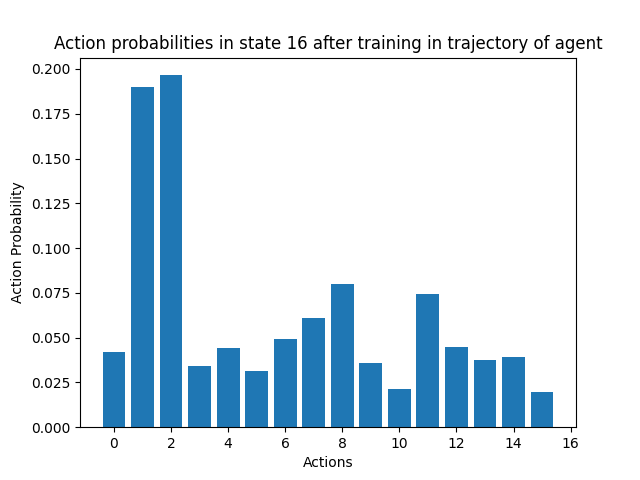 Action probabilities in state 16 after training in trajectory of agent
0.200
0.175
0.150
0.125
0.100
0.075
0.050
0.025
0.000
Action Probability
0 2 4 6 8 10 12 14 16
Actions